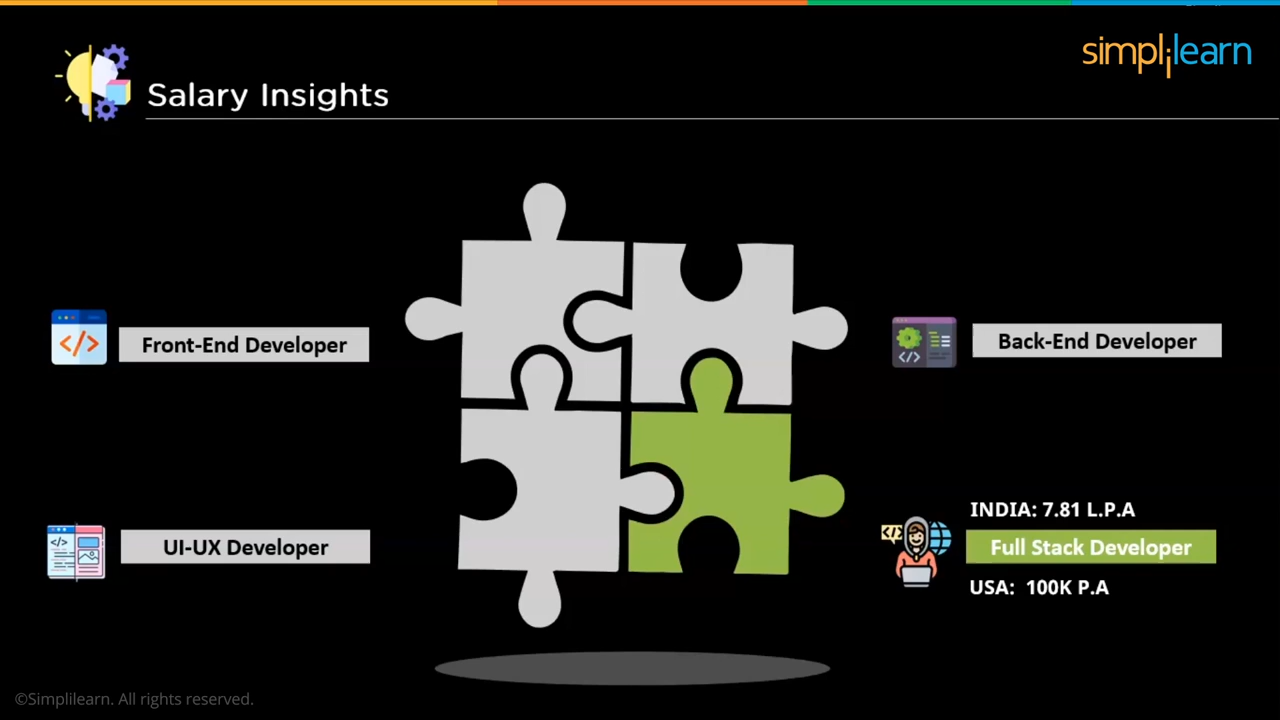 simplilearn
Salary Insights
Front-End Developer
Back-End Developer
INDIA: 7.81 L.P.A
UI-UX Developer
Full Stack Developer
USA: 100K P.A
©Simplilearn. All rights reserved.